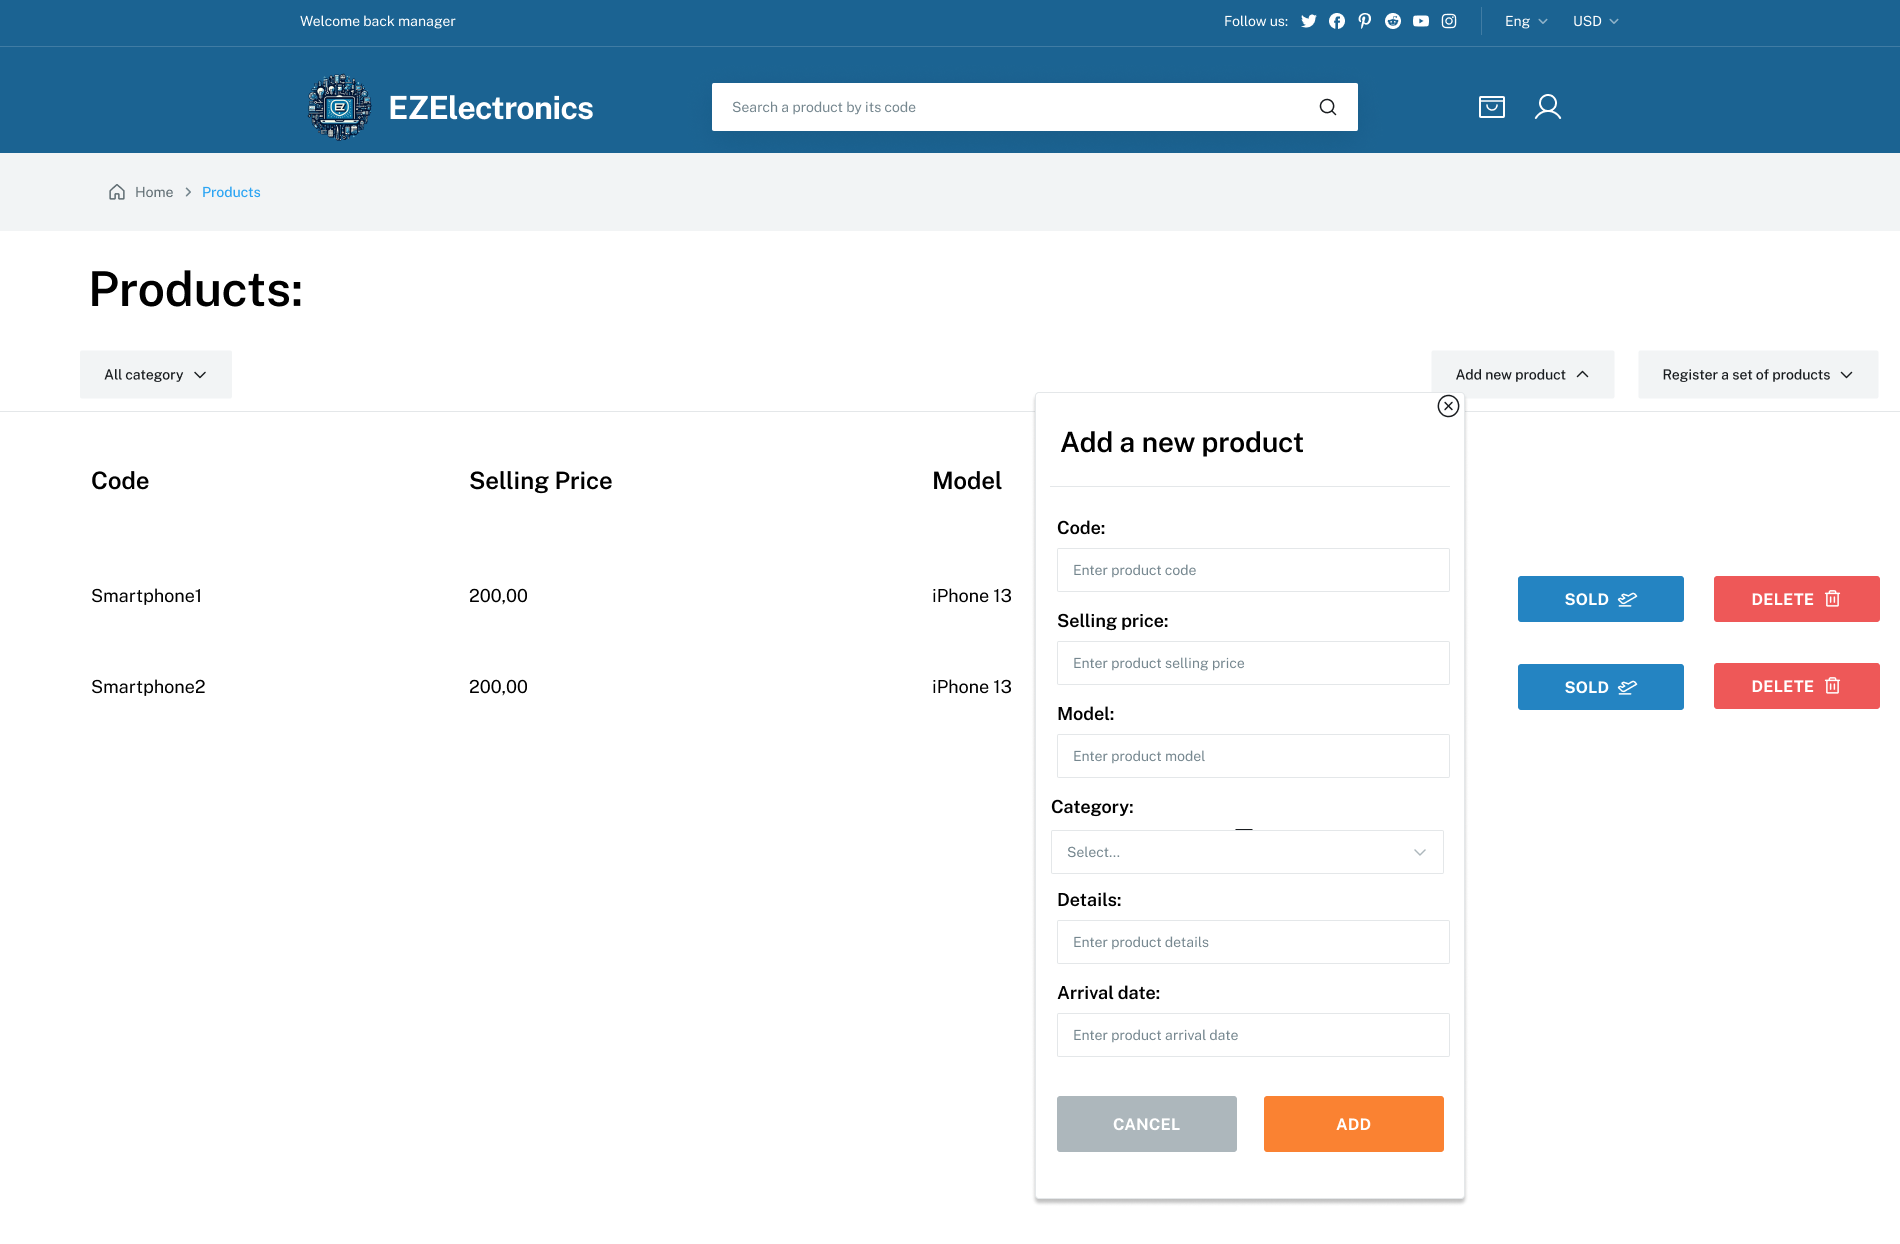 Welcome back manager
Follow us:
Eng
USD
EZ
EZElectronics
Search a product by its code
Home
Products
Products:
All category
Add new product
Register a set of products
Code
Selling Price
Model
Smartphone1
200,00
iPhone 13
SOLD
DELETE
Smartphone2
200,00
iPhone 13
SOLD
DELETE
Add a new product
Code:
Enter product code
Selling price:
Enter product selling price
Model:
Enter product model
Category:
Select...
Details:
Enter product details
Arrival date:
Enter product arrival date
CANCEL
ADD